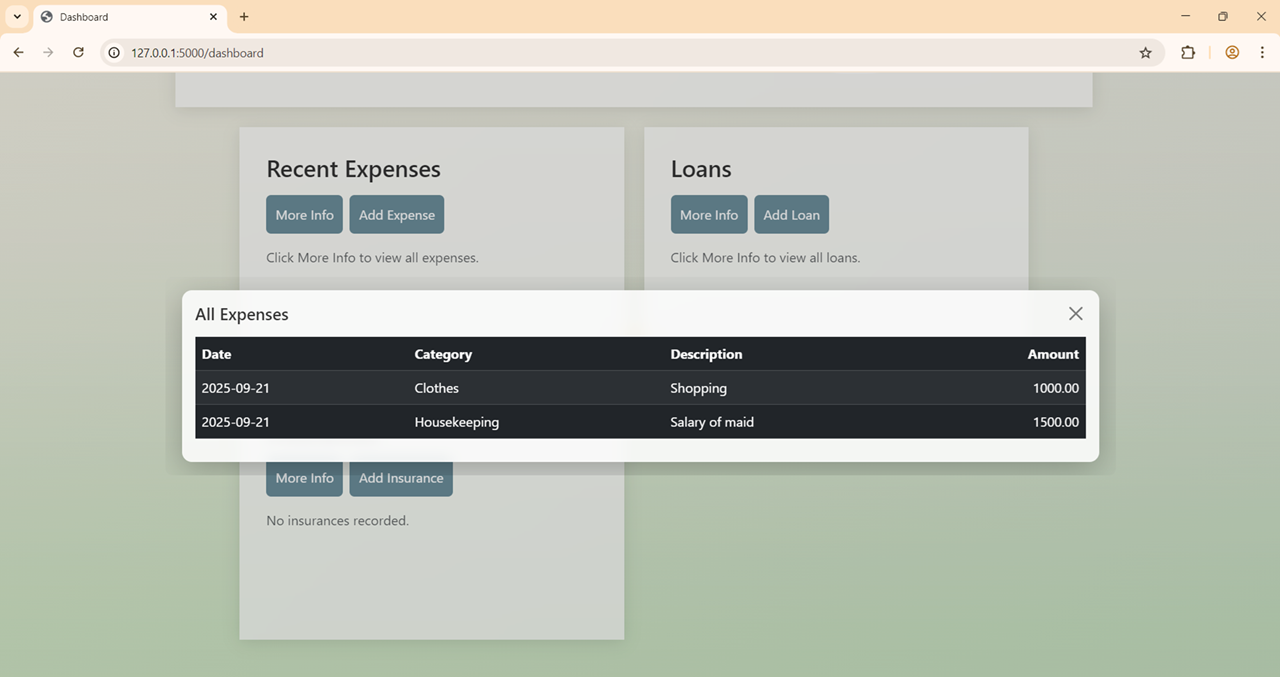 Dashboard
127.0.0.1:5000/dashboard
Recent Expenses
More Info Add Expense
Click More Info to view all expenses.
Loans
More Info Add Loan
Click More Info to view all loans.
All Expenses
Date Category Description Amount
2025-09-21 Clothes Shopping 1000.00
2025-09-21 Housekeeping Salary of maid 1500.00
More Info Add Insurance
No insurances recorded.